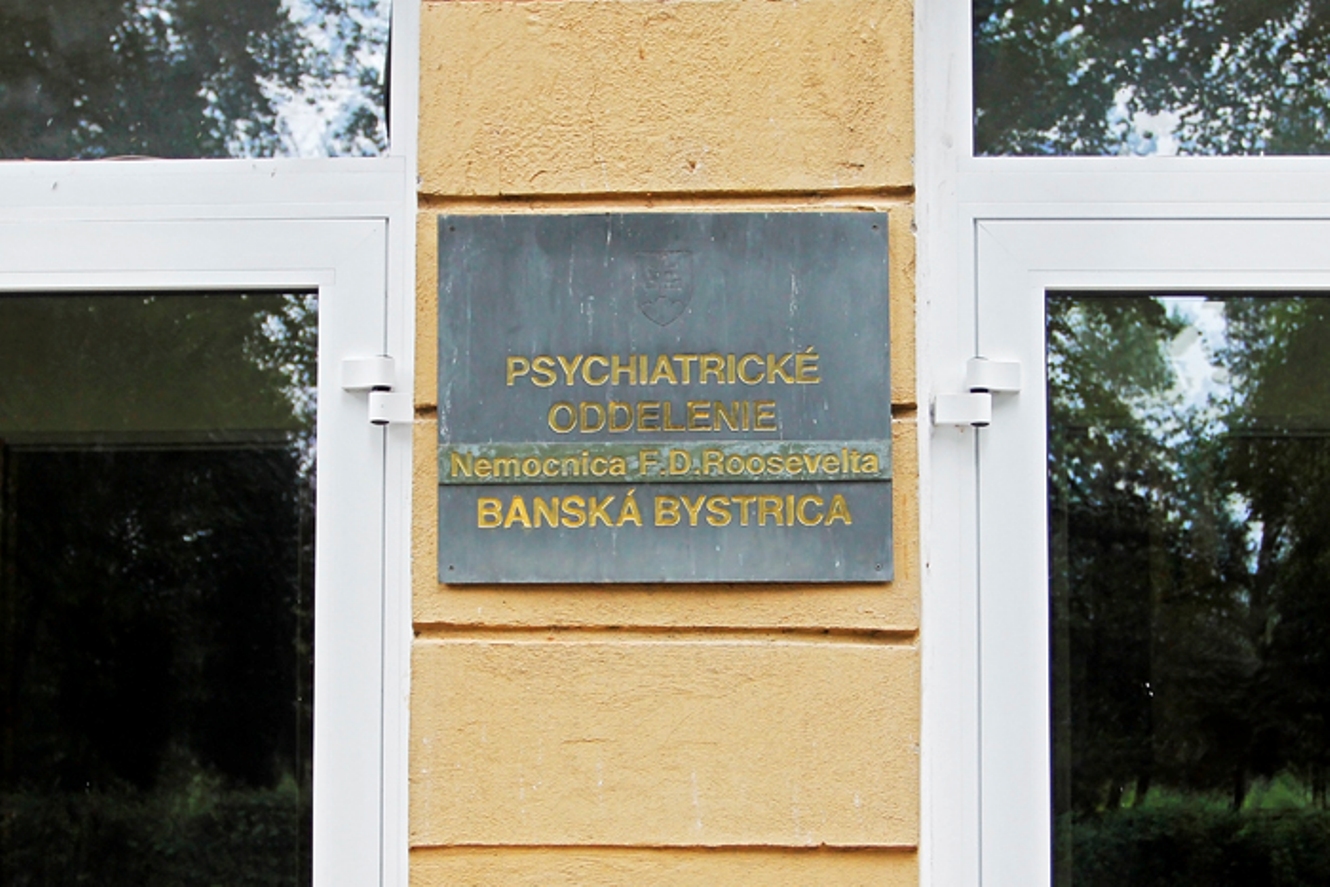 PSYCHIATRICKÉ
ODDELENIE
Nemocnica F.D.Roosevelta
BANSKÁ BYSTRICA